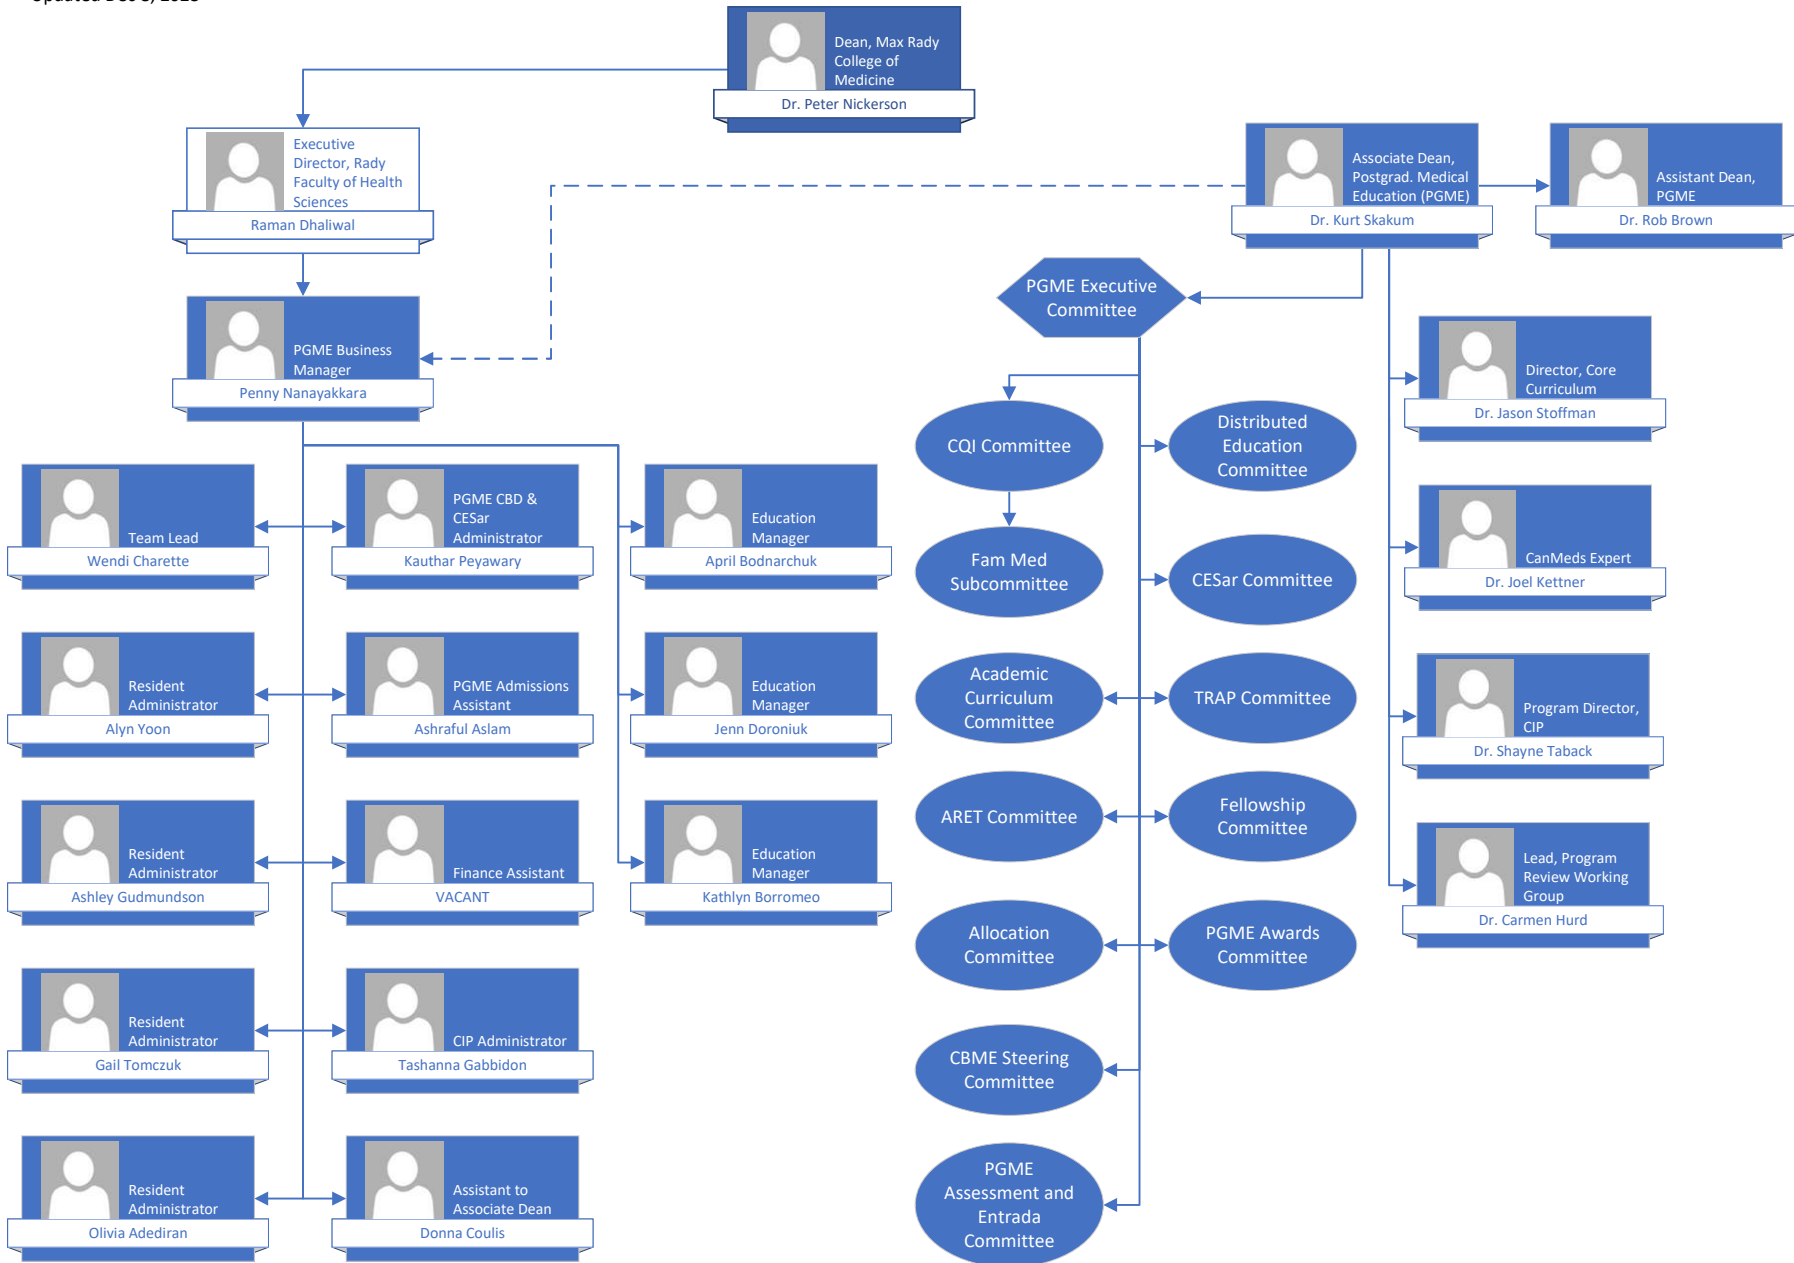 Dean, Max Rady
College of
Medicine
Dr. Peter Nickerson
Executive
Director, Rady
Faculty of Health
Sciences
Raman Dhaliwal
Associate Dean,
Postgrad. Medical
Education (PGME)
Dr. Kurt Skakum
Assistant Dean,
PGME
Dr. Rob Brown
PGME Business
Manager
Penny Nanayakkara
PGME Executive
Committee
Director, Core
Curriculum
Dr. Jason Stoffman
CanMeds Expert
Dr. Joel Kettner
Program Director,
CIP
Dr. Shayne Taback
Lead, Program
Review Working
Group
Dr. Carmen Hurd
Team Lead
Wendi Charette
PGME CBD &
CESar
Administrator
Kauthar Peyawary
Education
Manager
April Bodnarchuk
Resident
Administrator
Alyn Yoon
PGME Admissions
Assistant
Ashraful Aslam
Education
Manager
Jenn Doroniuk
Resident
Administrator
Ashley Gudmundson
Finance Assistant
VACANT
Education
Manager
Kathlyn Borromeo
Resident
Administrator
Gail Tomczuk
CIP Administrator
Tashanna Gabbidon
Resident
Administrator
Olivia Adediran
Assistant to
Associate Dean
Donna Coulis
CQI Committee
Distributed
Education
Committee
Fam Med
Subcommittee
CESar Committee
Academic
Curriculum
Committee
TRAP Committee
ARET Committee
Fellowship
Committee
Allocation
Committee
PGME Awards
Committee
CBME Steering
Committee
PGME
Assessment and
Entrada
Committee